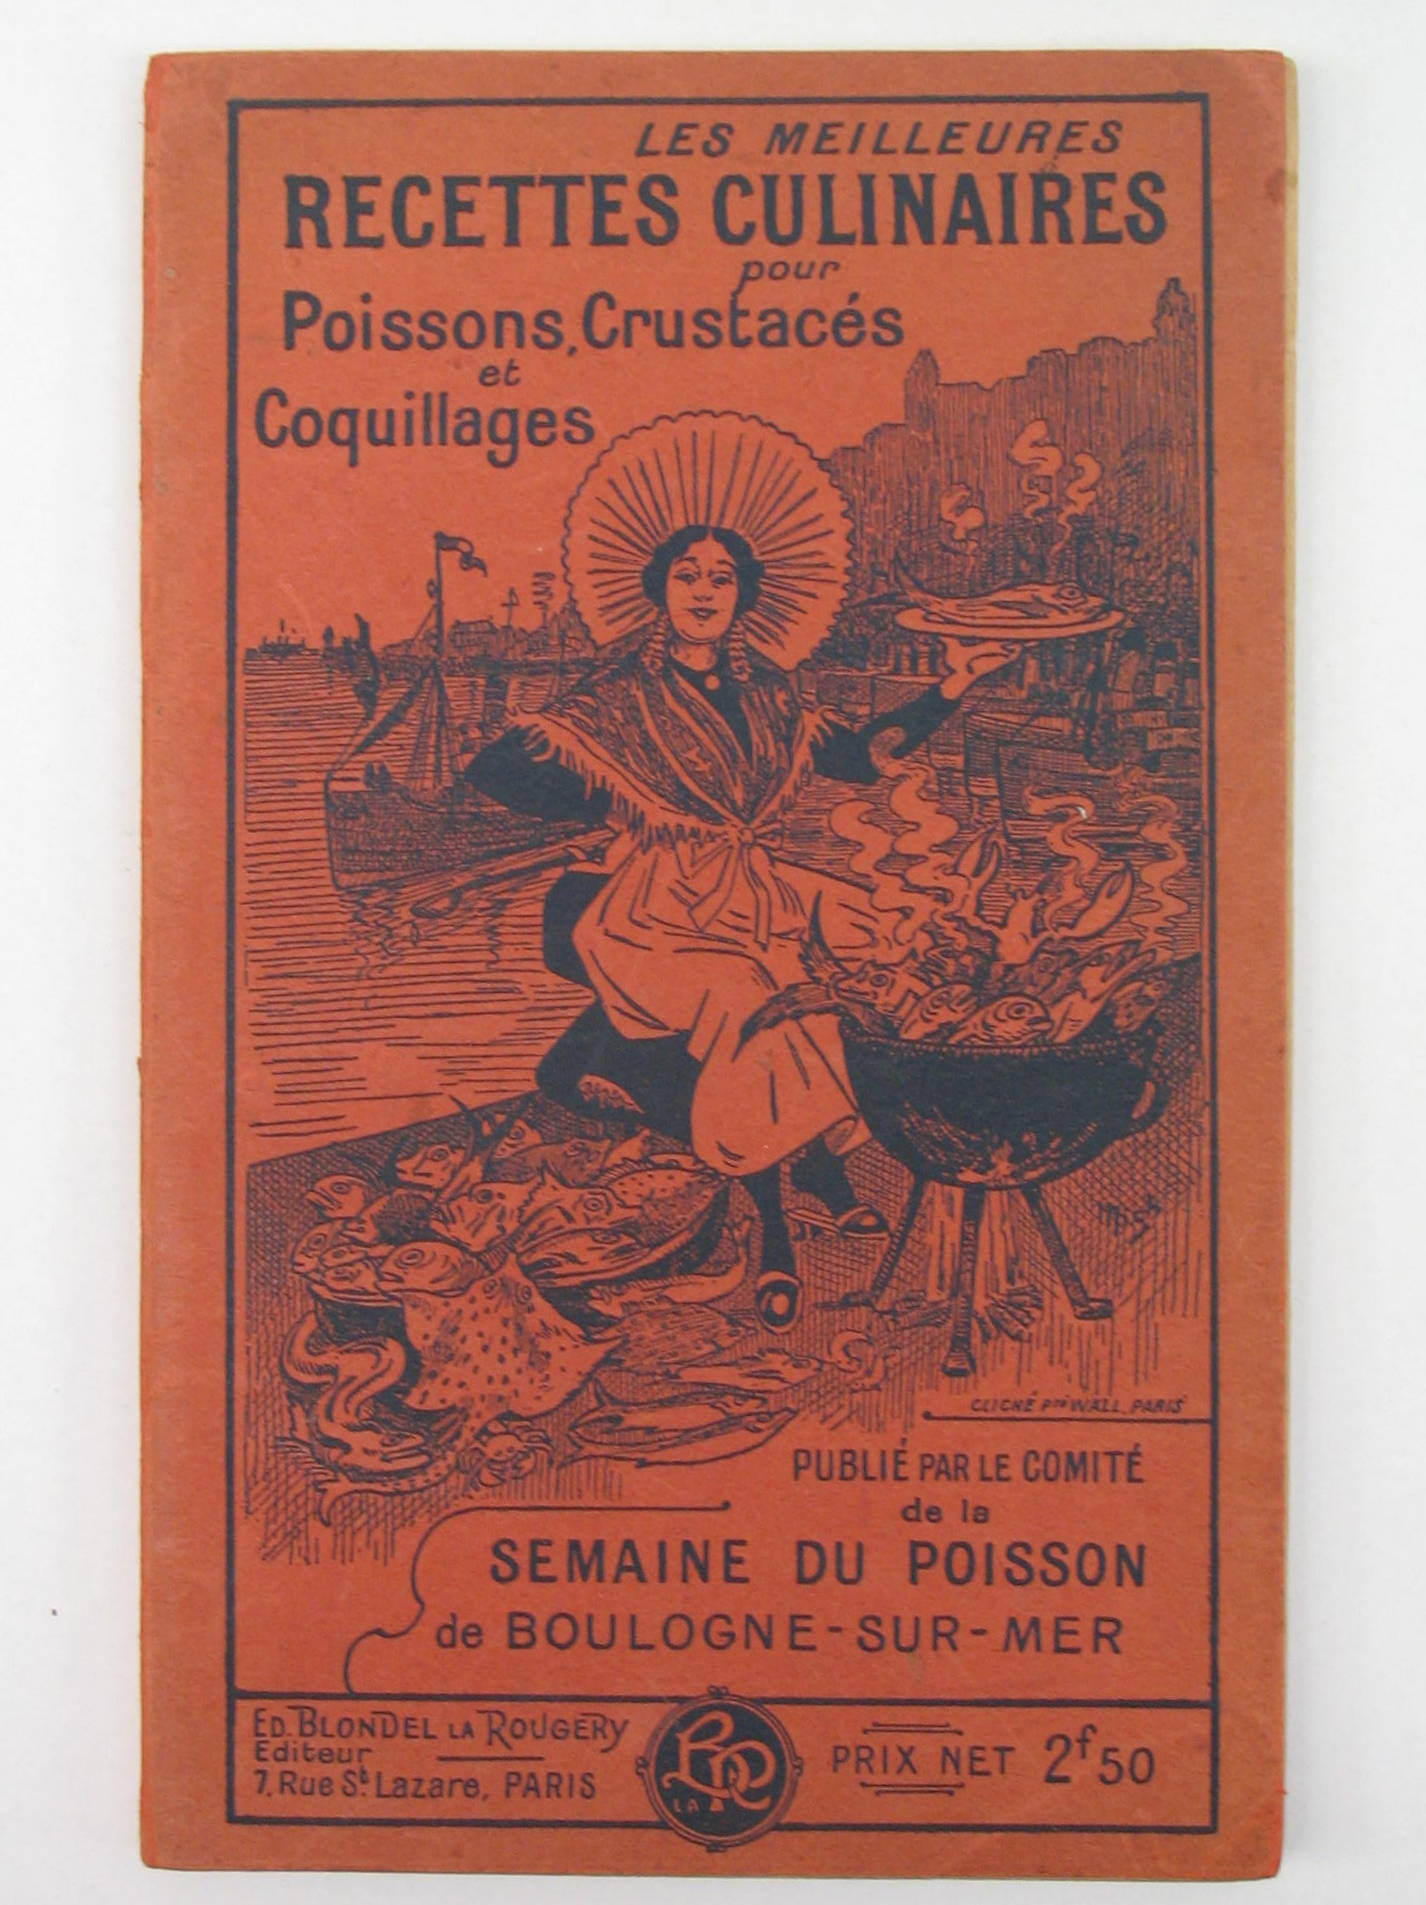 LES MEILLEURES
RECETTES CULINAIRES
pour
Poissons, Crustacés
et
Coquillages
CLICHÉ Pre WALL, PARIS
PUBLIÉ PAR LE COMITÉ
de la
SEMAINE DU POISSON
de BOULOGNE-SUR-MER
ED. BLONDEL LA ROUGERY
Editeur
7, Rue St Lazare, PARIS
PRIX NET 2f50